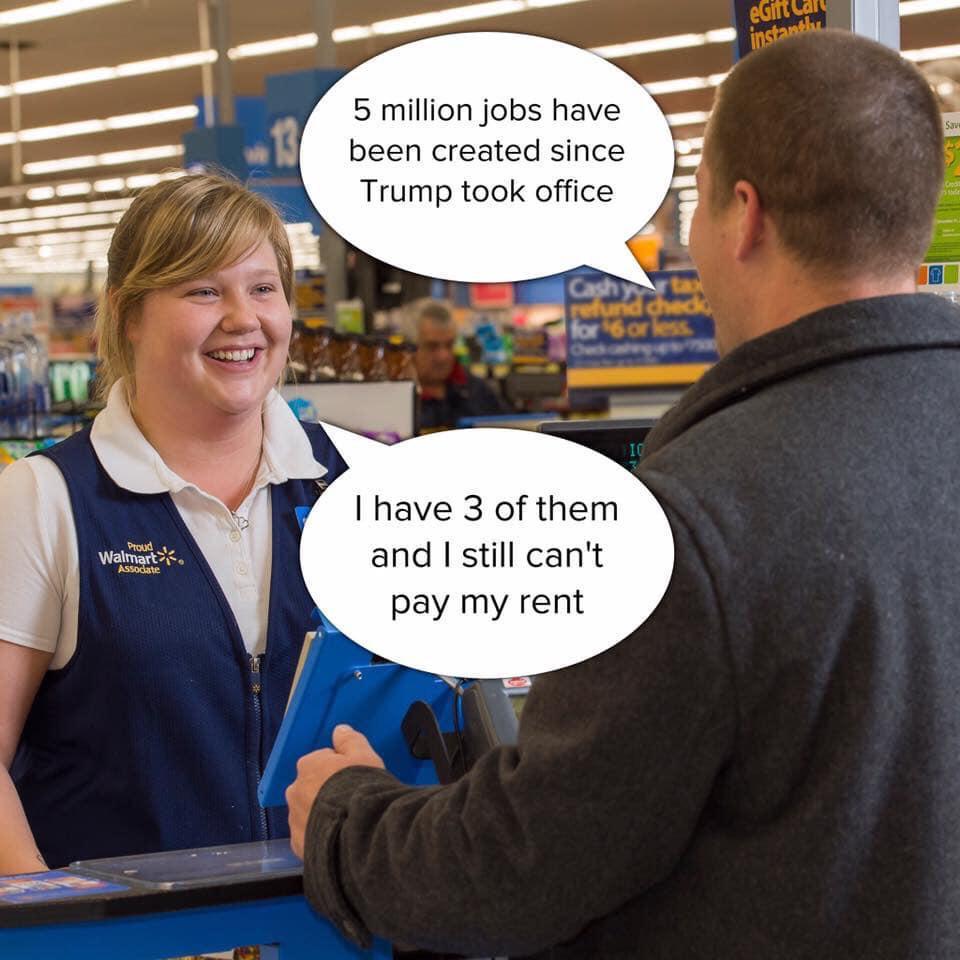 eGift Card
instantly
13
5 million jobs have
been created since
Trump took office
Cash your tax
refund check
for $6 or less.
I have 3 of them
and I still can't
pay my rent
Proud
Walmart
Associate